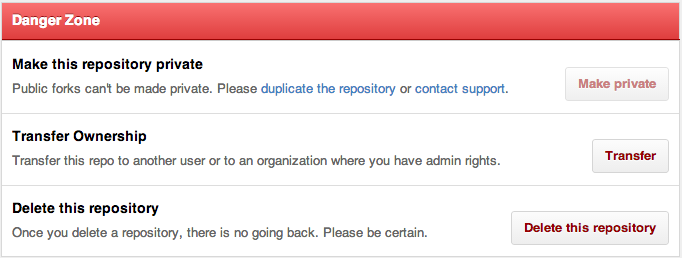 Danger Zone
Make this repository private
Public forks can't be made private. Please duplicate the repository or contact support.
Make private
Transfer Ownership
Transfer this repo to another user or to an organization where you have admin rights.
Transfer
Delete this repository
Once you delete a repository, there is no going back. Please be certain.
Delete this repository